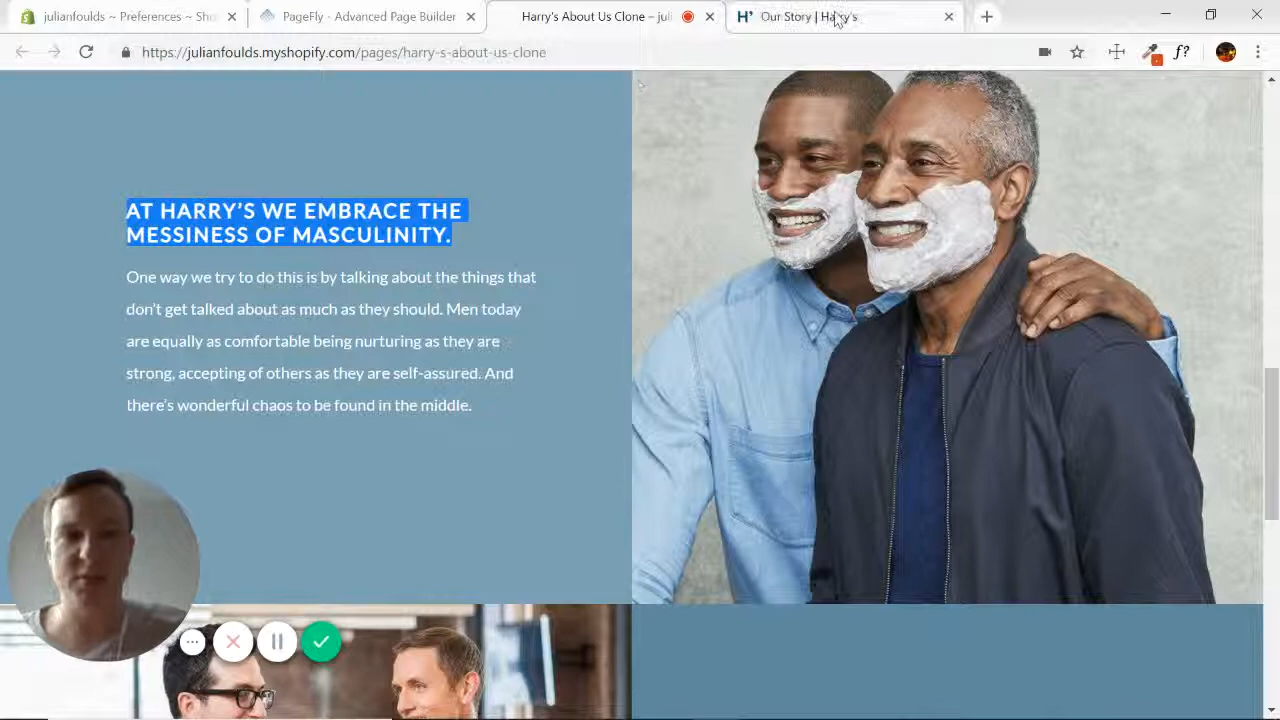 julianfoulds ~ Preferences ~ Sho
PageFly - Advanced Page Builder
Harry's About Us Clone – juli
H' Our Story | Harry's
https://julianfoulds.myshopify.com/pages/harry-s-about-us-clone
f?
AT HARRY’S WE EMBRACE THE
MESSINESS OF MASCULINITY.
One way we try to do this is by talking about the things that
don’t get talked about as much as they should. Men today
are equally as comfortable being nurturing as they are
strong, accepting of others as they are self-assured. And
there’s wonderful chaos to be found in the middle.